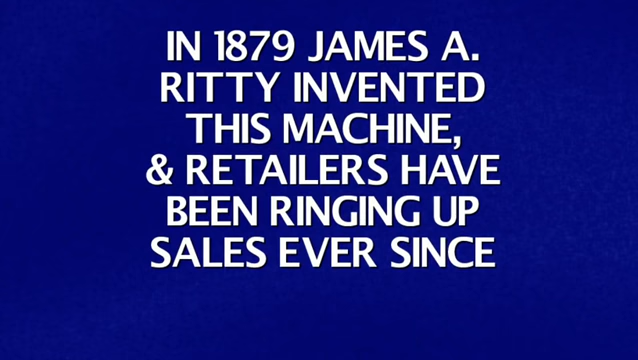 IN 1879 JAMES A.
RITTY INVENTED
THIS MACHINE,
& RETAILERS HAVE
BEEN RINGING UP
SALES EVER SINCE